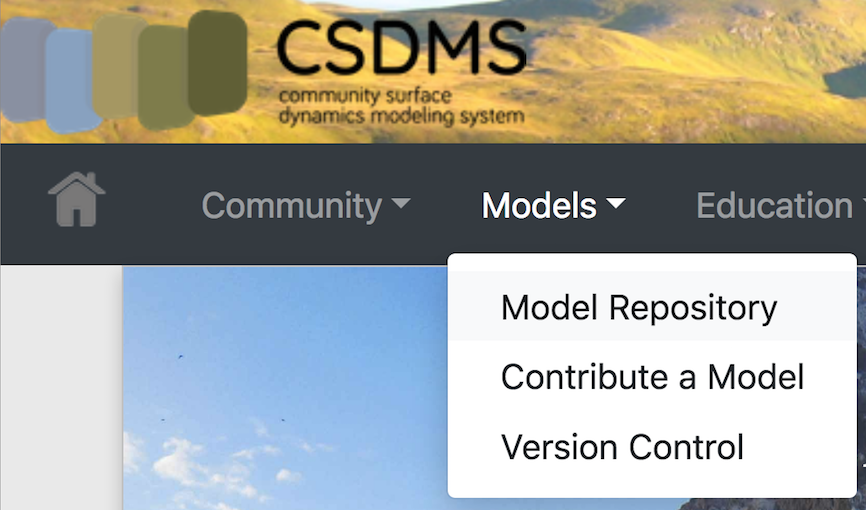 CSDMS
community surface
dynamics modeling system
Community
Models
Education
Model Repository
Contribute a Model
Version Control